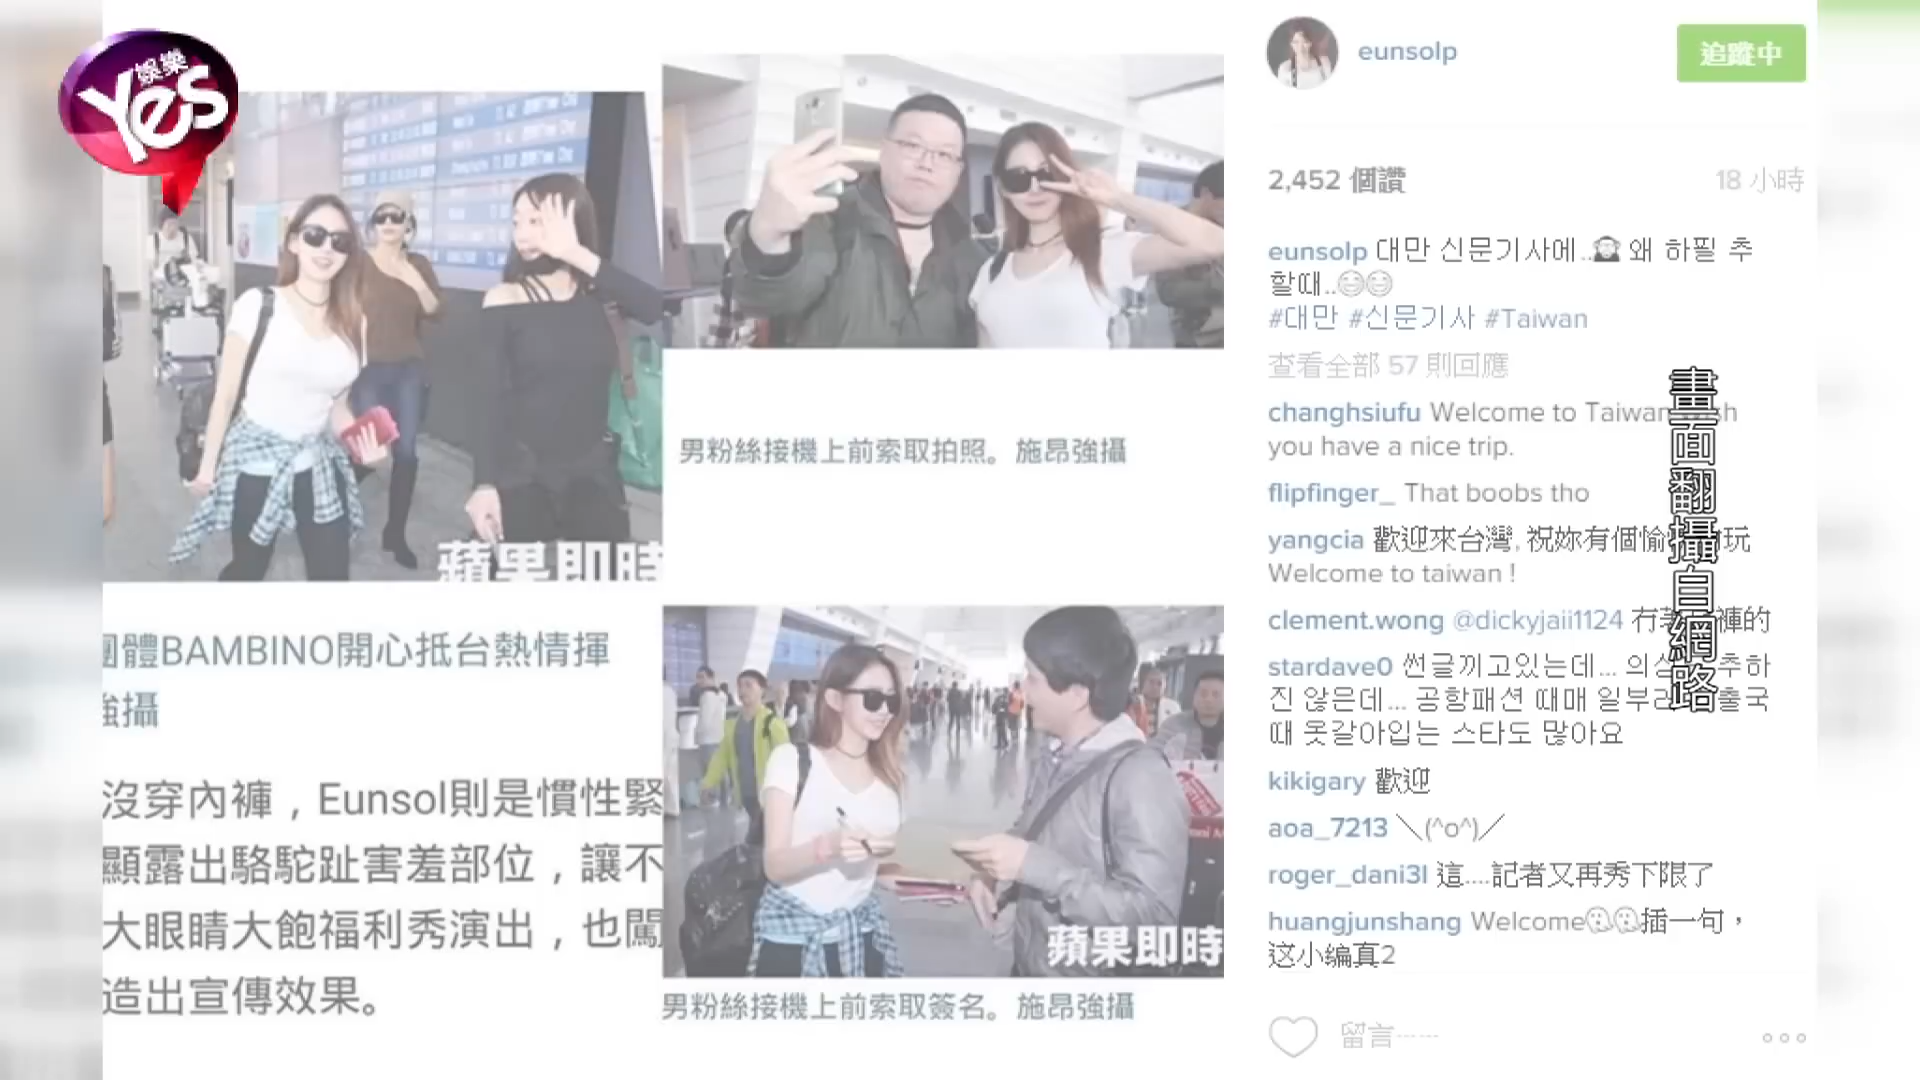 娛樂
Yes
蘋果即時
團體BAMBINO開心抵台熱情揮
強攝
沒穿內褲，Eunsol則是慣性緊
顯露出駱駝趾害羞部位，讓不
大眼睛大飽福利秀演出，也闖
造出宣傳效果。
男粉絲接機上前索取拍照。施昂強攝
蘋果即時
男粉絲接機上前索取簽名。施昂強攝
eunsolp
追蹤中
2,452 個讚
18 小時
eunsolp 대만 신문기사에..🙈 왜 하필 추
할때..😂😂
#대만 #신문기사 #Taiwan
查看全部 57 則回應
changhsiufu Welcome to Taiwan
you have a nice trip.
flipfinger_ That boobs tho
yangcia 歡迎來台灣, 祝妳有個愉 玩
Welcome to taiwan !
clement.wong @dickyjaii1124 冇著 褲的
stardave0 썬글끼고있는데... 의상 추하
진 않은데... 공항패션 때매 일부러 출국
때 옷갈아입는 스타도 많아요
kikigary 歡迎
aoa_7213 ＼(^o^)／
roger_dani3l 這....記者又再秀下限了
huangjunshang Welcome 插一句，
这小编真2
留言……
畫面翻攝自網路